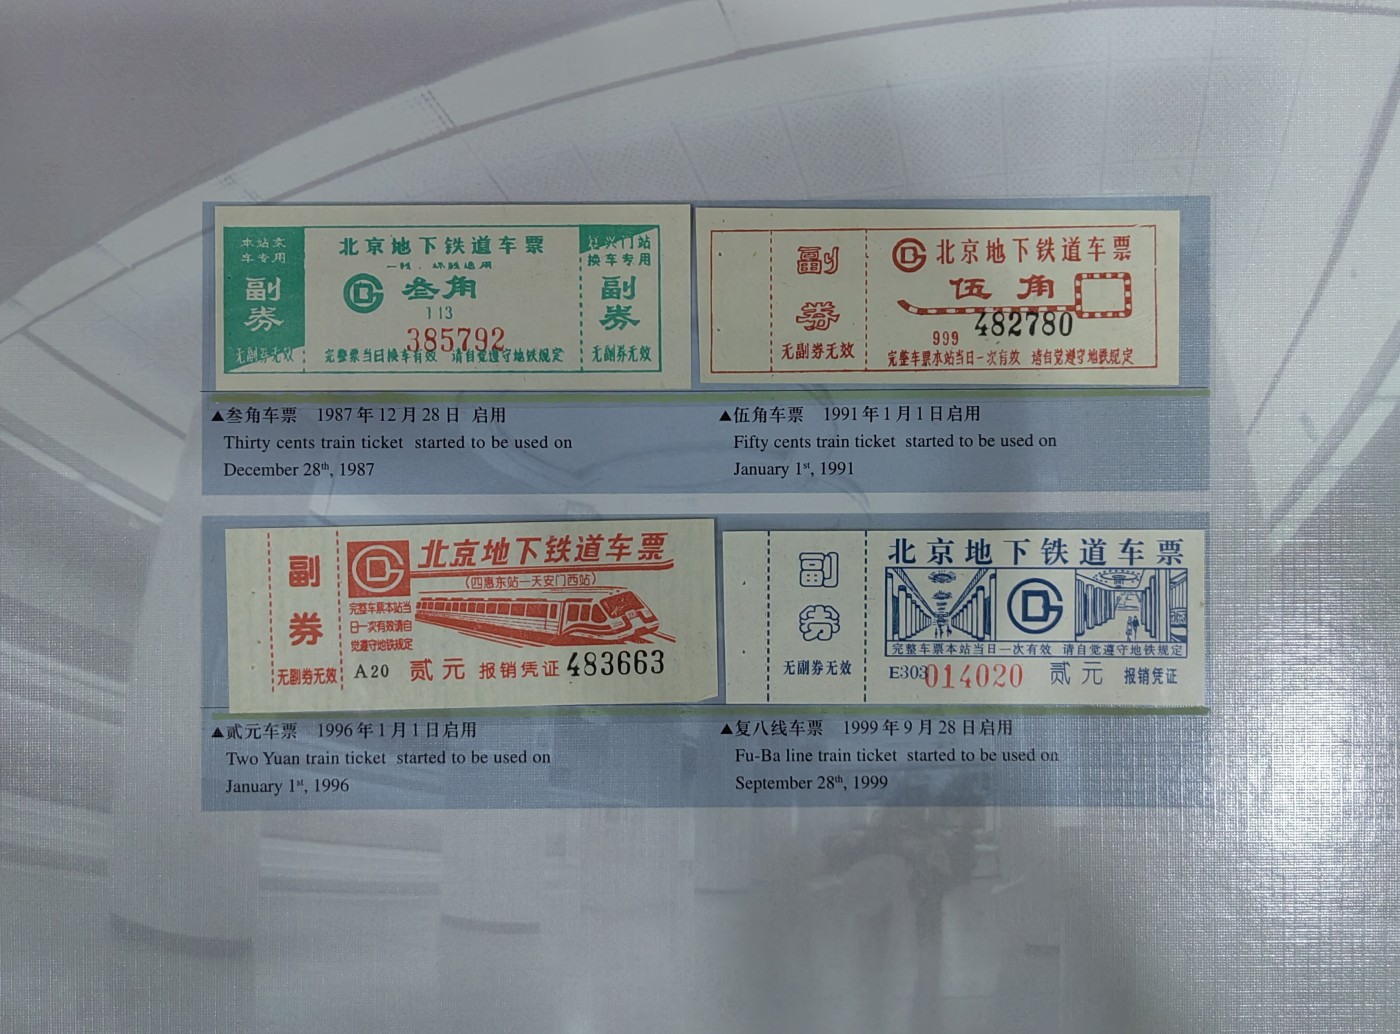 本站乘
车专用
副
券
无副券无效
北京地下铁道车票
一线、环线通用
叁角
113
385792
完整票当日换车有效 请自觉遵守地铁规定
复兴门站
换车专用
副
券
无副券无效
副
券
无副券无效
北京地下铁道车票
伍角
999 482780
完整车票本站当日一次有效 请自觉遵守地铁规定
▲叁角车票 1987年12月28日 启用
Thirty cents train ticket started to be used on
December 28th, 1987
▲伍角车票 1991年1月1日启用
Fifty cents train ticket started to be used on
January 1st, 1991
副
券
无副券无效
北京地下铁道车票
(四惠东站—天安门西站)
完整车票本站当
日一次有效请自
觉遵守地铁规定
A20 贰元 报销凭证 483663
副
券
无副券无效
北京地下铁道车票
完整车票本站当日一次有效 请自觉遵守地铁规定
E303 014020 贰元 报销凭证
▲贰元车票 1996年1月1日启用
Two Yuan train ticket started to be used on
January 1st, 1996
▲复八线车票 1999年9月28日启用
Fu-Ba line train ticket started to be used on
September 28th, 1999